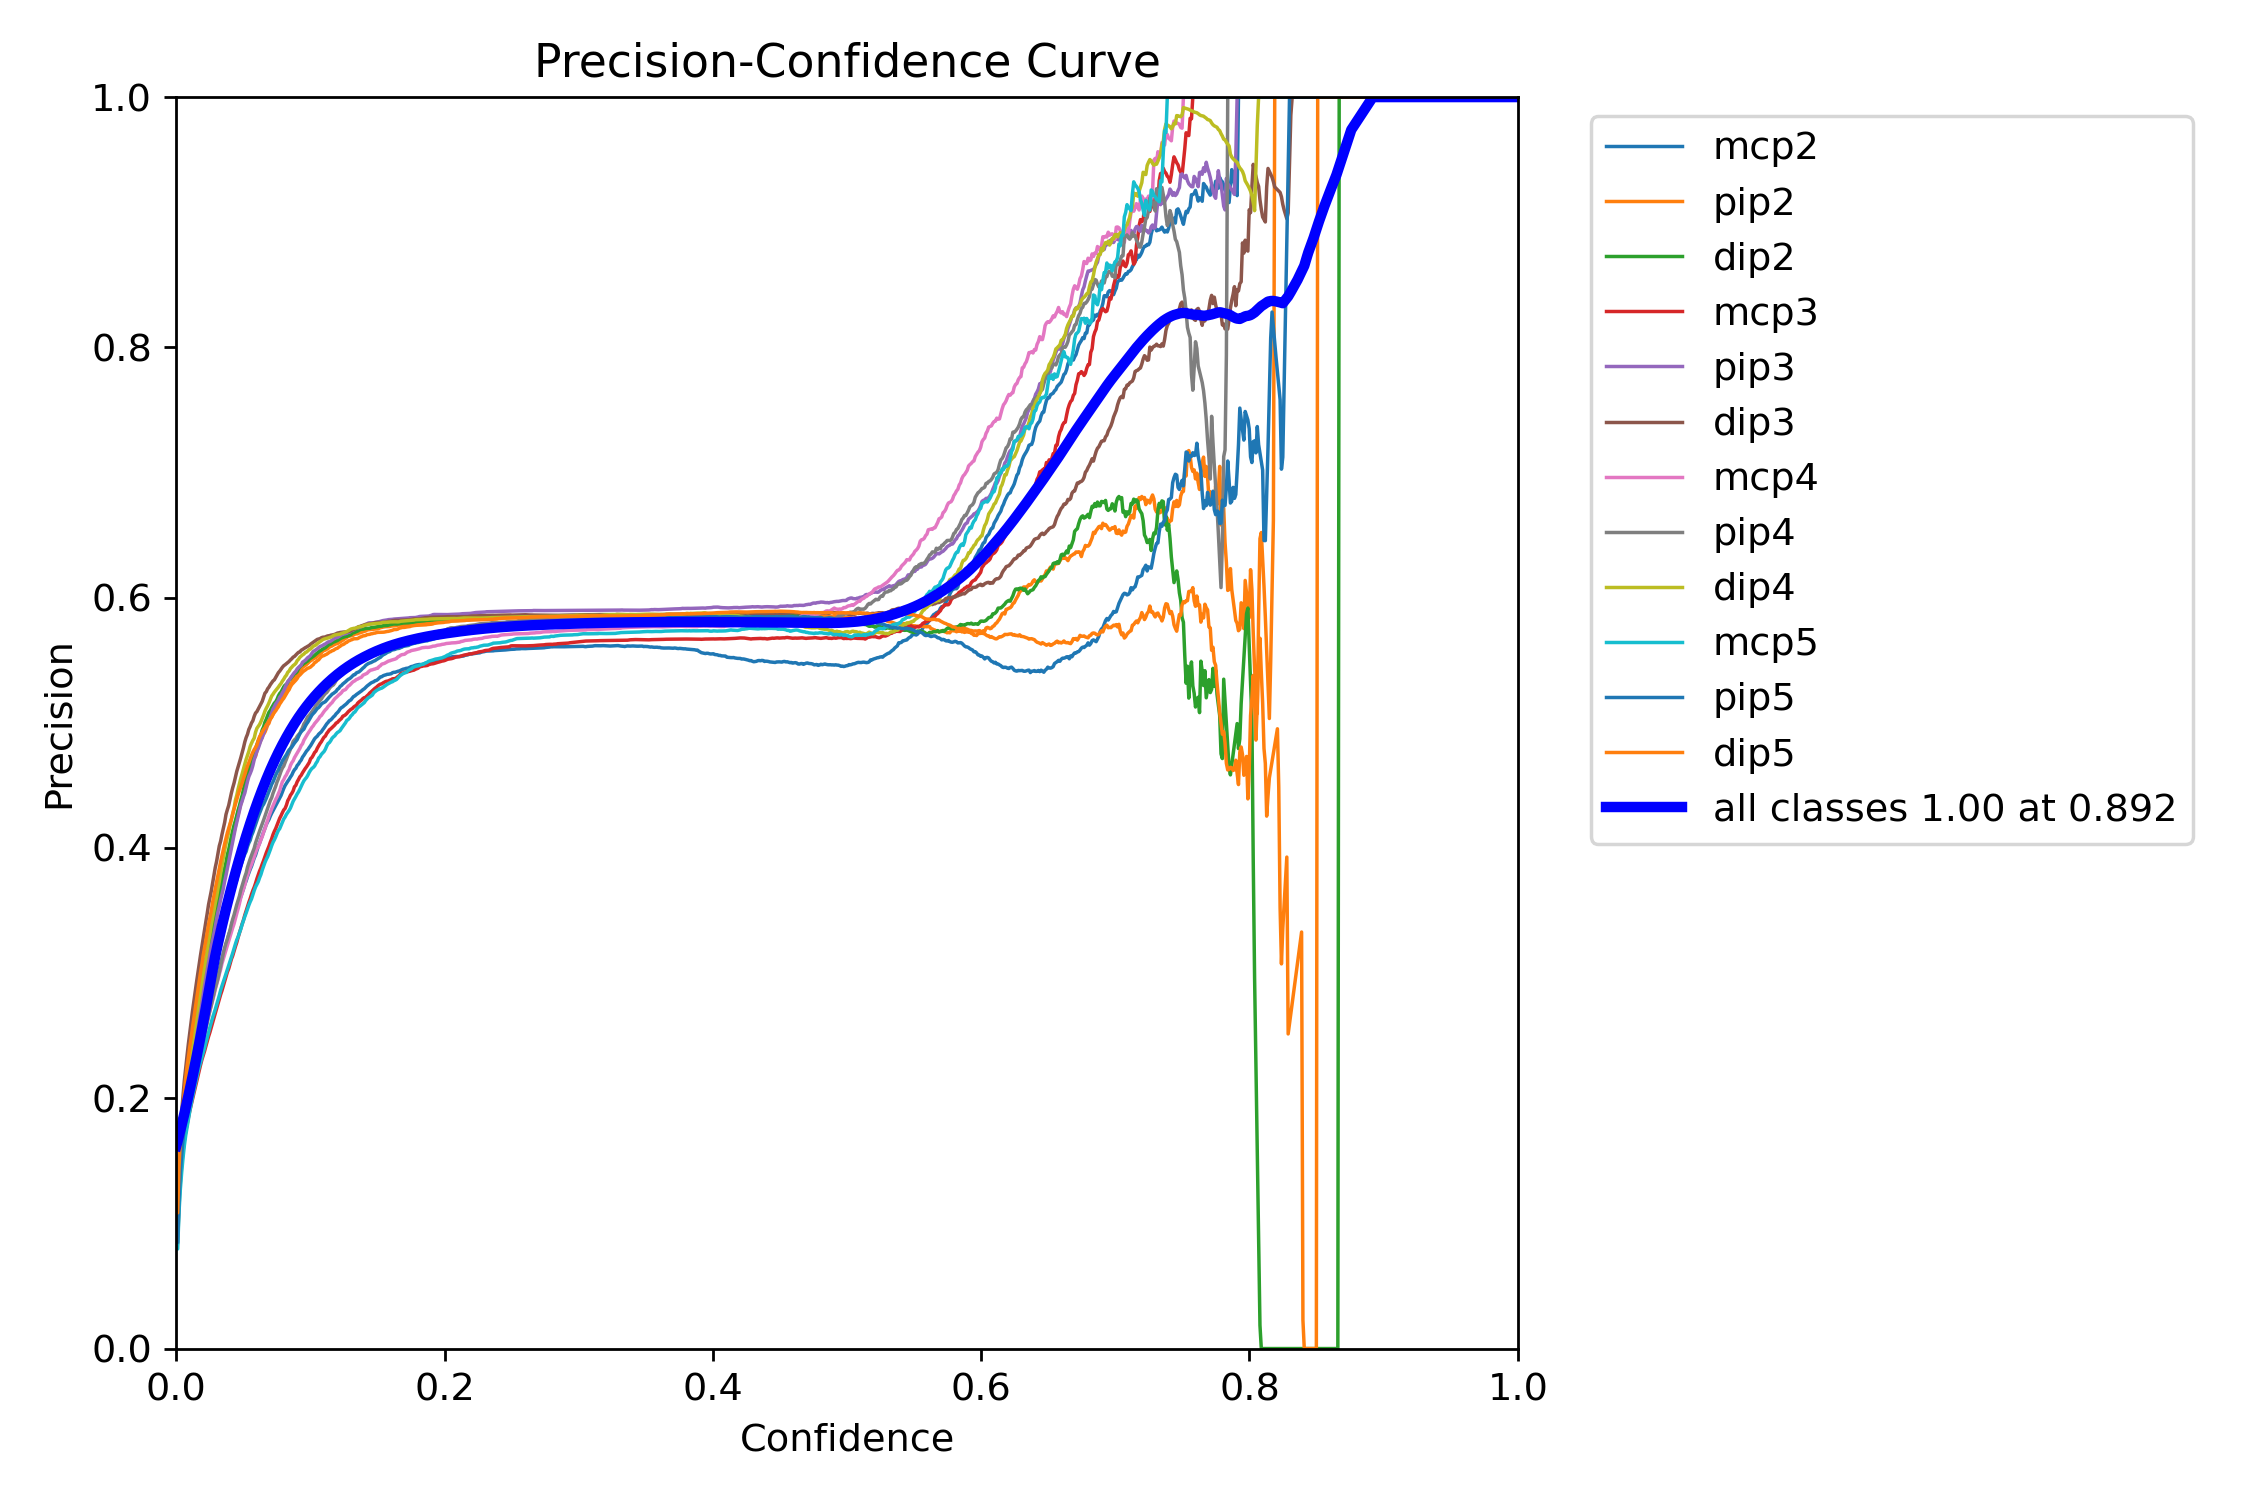 Precision-Confidence Curve
1.0
0.8
0.6
0.4
0.2
0.0
Precision
0.0 0.2 0.4 0.6 0.8 1.0
Confidence
mcp2
pip2
dip2
mcp3
pip3
dip3
mcp4
pip4
dip4
mcp5
pip5
dip5
all classes 1.00 at 0.892